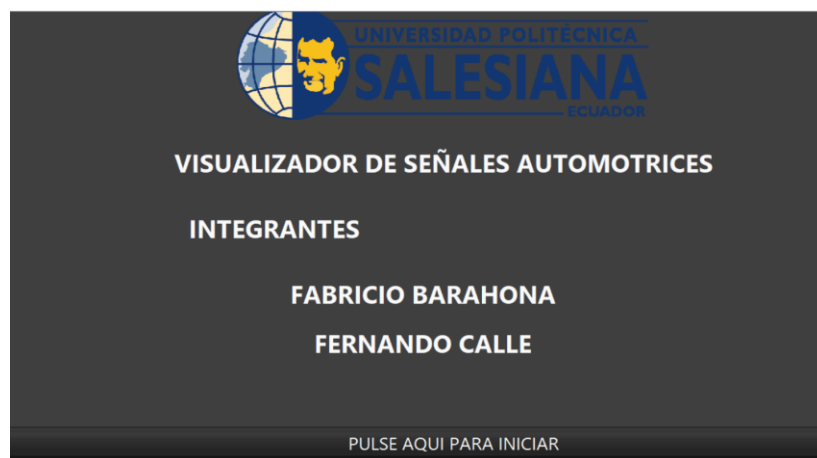 UNIVERSIDAD POLITÉCNICA
SALESIANA
ECUADOR
VISUALIZADOR DE SEÑALES AUTOMOTRICES
INTEGRANTES
FABRICIO BARAHONA
FERNANDO CALLE
PULSE AQUI PARA INICIAR